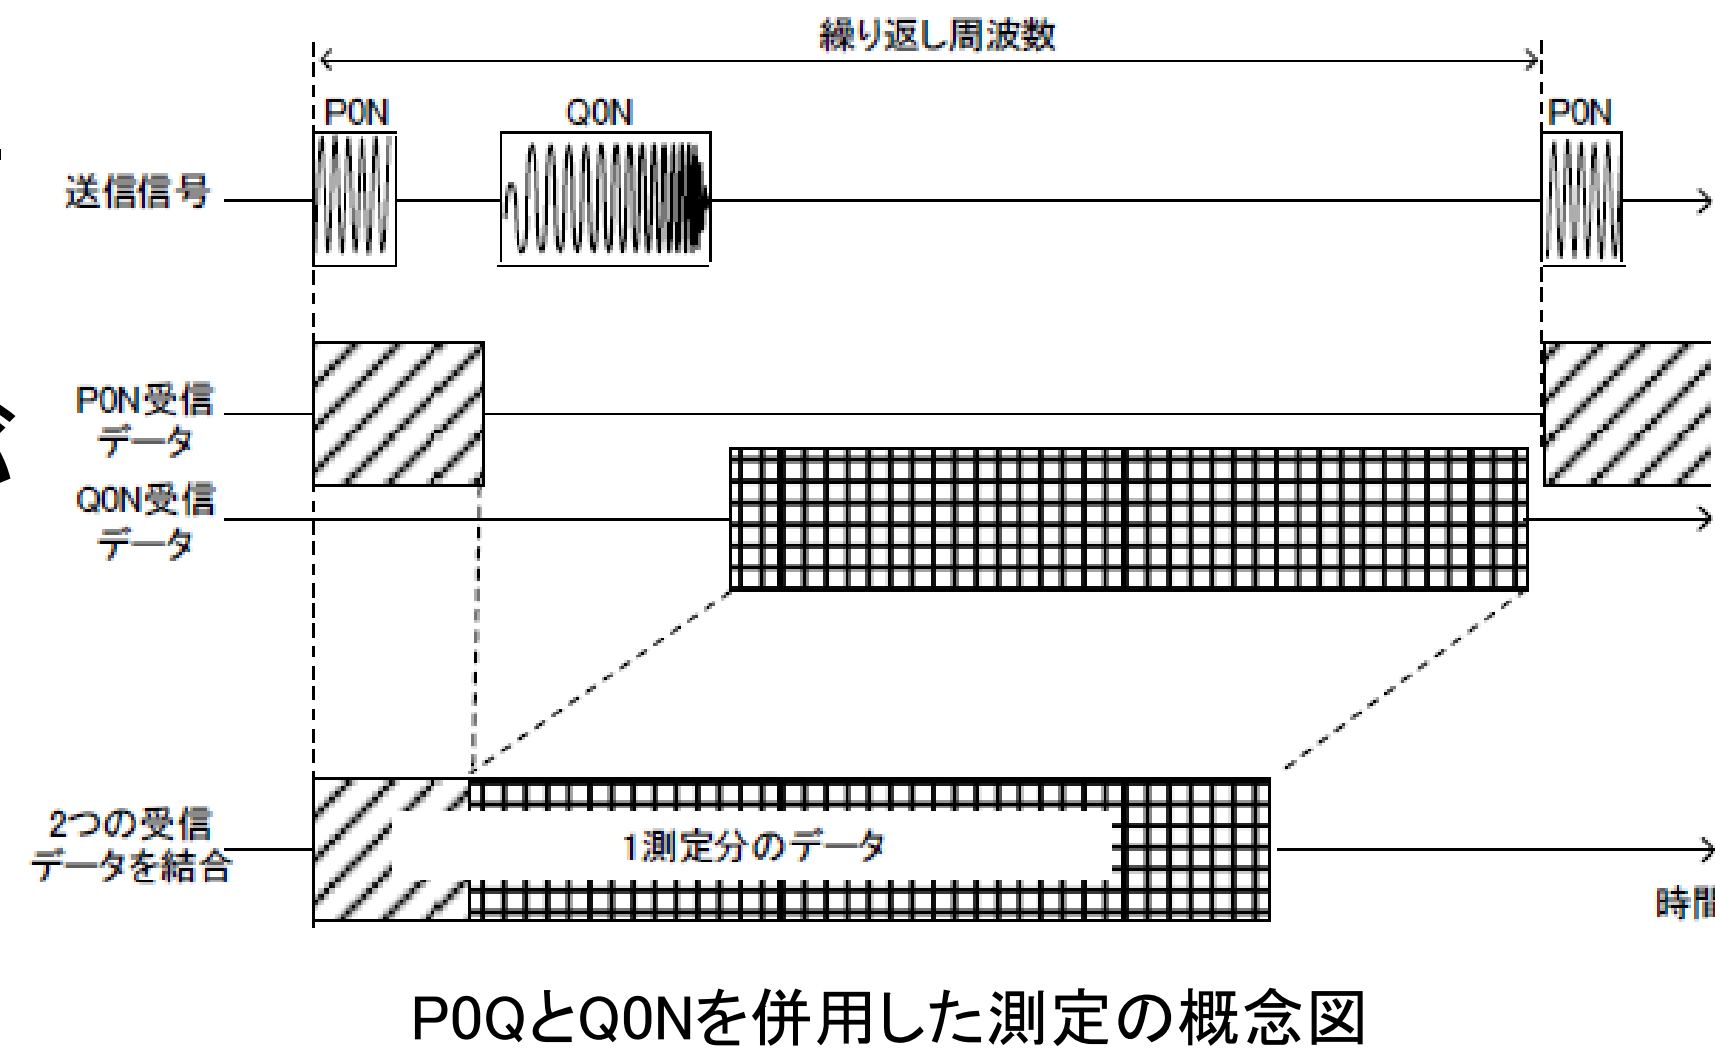 繰り返し周波数
P0N
Q0N
P0N
送信信号
P0N受信
データ
Q0N受信
データ
2つの受信
データを結合
1測定分のデータ
時間
P0QとQ0Nを併用した測定の概念図